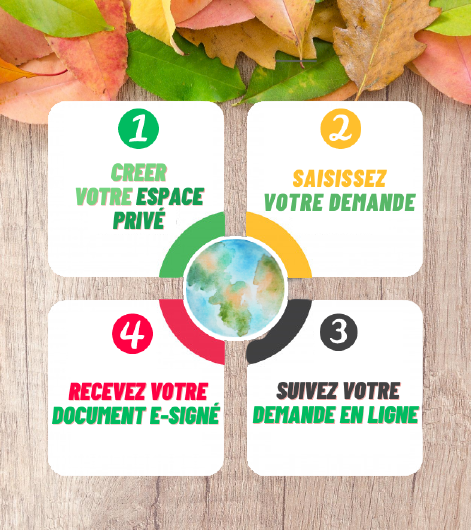 1
CREER
VOTRE ESPACE
PRIVÉ
2
SAISISSEZ
VOTRE DEMANDE
3
SUIVEZ VOTRE
DEMANDE EN LIGNE
4
RECEVEZ VOTRE
DOCUMENT E-SIGNÉ